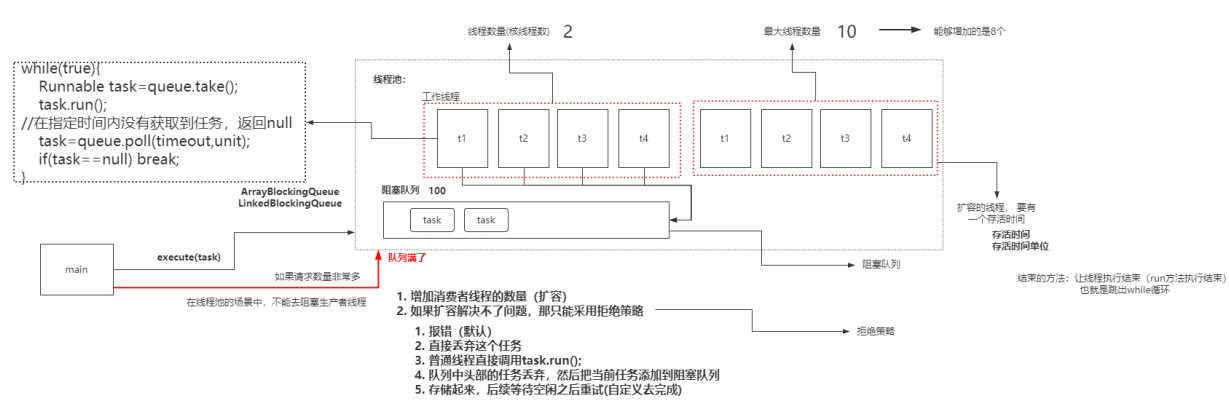 线程数量(核线程数) 2
最大线程数量 10 能够增加的是8个
while(true){
Runnable task=queue.take();
task.run();
//在指定时间内没有获取到任务，返回null
task=queue.poll(timeout,unit);
if(task==null) break;
}
线程池：
工作线程
t1 t2 t3 t4
t1 t2 t3 t4
阻塞队列 100
task task
ArrayBlockingQueue
LinkedBlockingQueue
扩容的线程， 要有
一个存活时间
存活时间
存活时间单位
main
execute(task)
队列满了
如果请求数量非常多
在线程池的场景中，不能去阻塞生产者线程
阻塞队列
结束的方法：让线程执行结束（run方法执行结束）
也就是跳出while循环
1. 增加消费者线程的数量（扩容）
2. 如果扩容解决不了问题，那只能采用拒绝策略
拒绝策略
1. 报错（默认）
2. 直接丢弃这个任务
3. 普通线程直接调用task.run();
4. 队列中头部的任务丢弃，然后把当前任务添加到阻塞队列
5. 存储起来，后续等待空闲之后重试(自定义去完成)